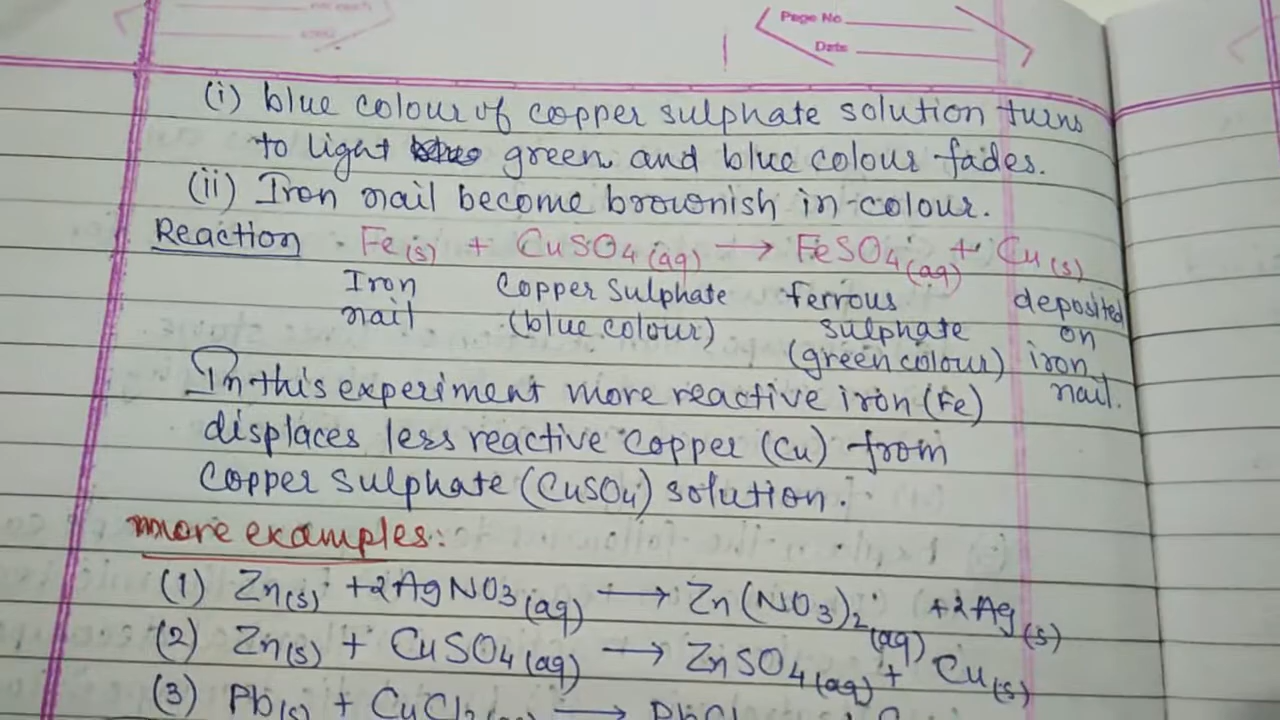 Page No
Date
(i) blue colour of copper sulphate solution turns
to light green and blue colour fades.
(ii) Iron nail become brownish in colour.
Reaction Fe(s) + CuSO4(aq) → FeSO4(aq) + Cu(s)
Iron Copper Sulphate ferrous deposited
nail (blue colour) sulphate on
(green colour) iron
nail.
In this experiment more reactive iron (Fe)
displaces less reactive copper (Cu) from
Copper Sulphate (CuSO4) solution.
more examples:
(1) Zn(s) + 2AgNO3(aq) → Zn(NO3)2(aq) + 2Ag(s)
(2) Zn(s) + CuSO4(aq) → ZnSO4(aq) + Cu(s)
(3) Pb(s) + CuCl2 →